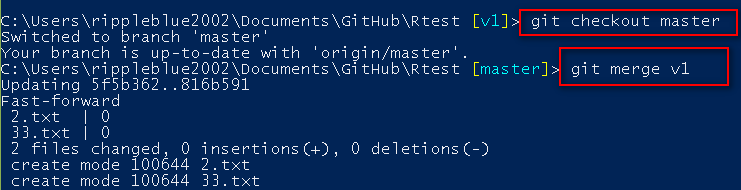 C:\Users\rippleblue2002\Documents\GitHub\Rtest [v1]> git checkout master
Switched to branch 'master'
Your branch is up-to-date with 'origin/master'.
C:\Users\rippleblue2002\Documents\GitHub\Rtest [master]> git merge v1
Updating 5f5b362..816b591
Fast-forward
 2.txt  | 0
 33.txt | 0
 2 files changed, 0 insertions(+), 0 deletions(-)
 create mode 100644 2.txt
 create mode 100644 33.txt